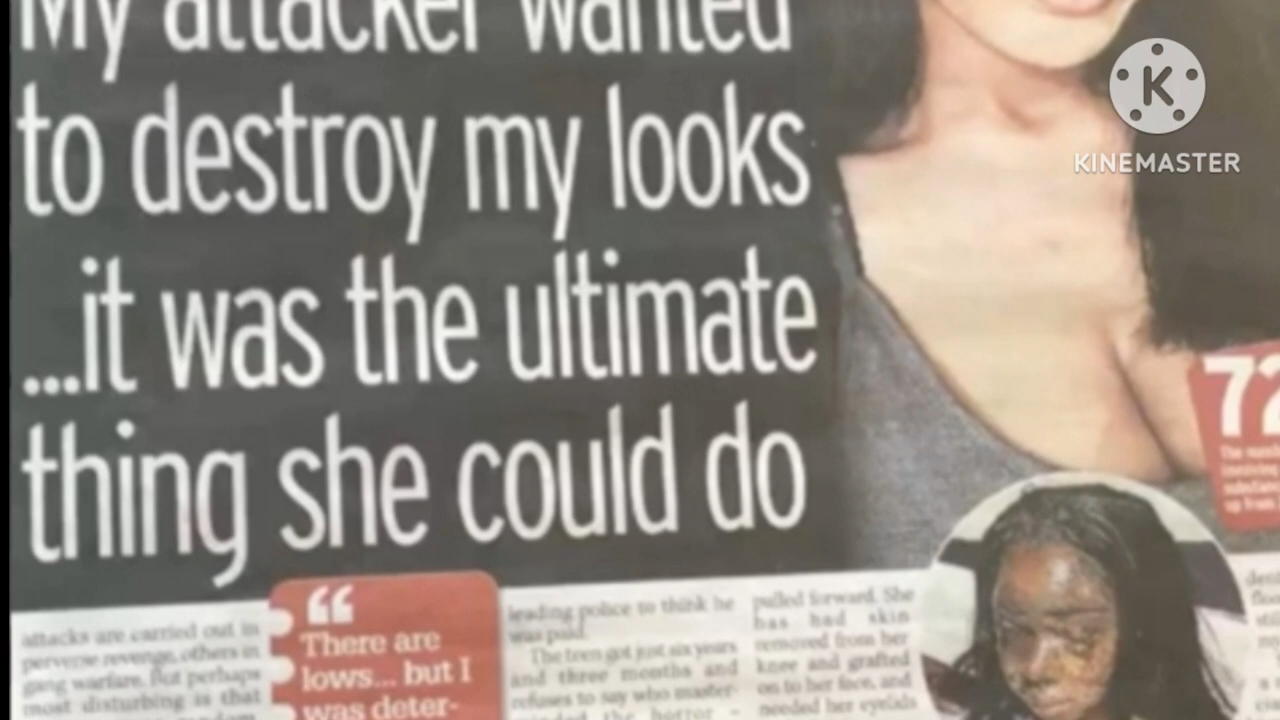 My attacker wanted
to destroy my looks
...it was the ultimate
thing she could do
KINEMASTER
72
attacks are carried out in
perverse revenge, others in
gang warfare. But perhaps
most disturbing is that
“
There are
lows... but I
was deter-
leading police to think he
was paid.
The teen got just six years
and three months and
refuses to say who master-
the horror –
pulled forward. She
has had skin
removed from her
knee and grafted
on to her face, and
needed her eyelids